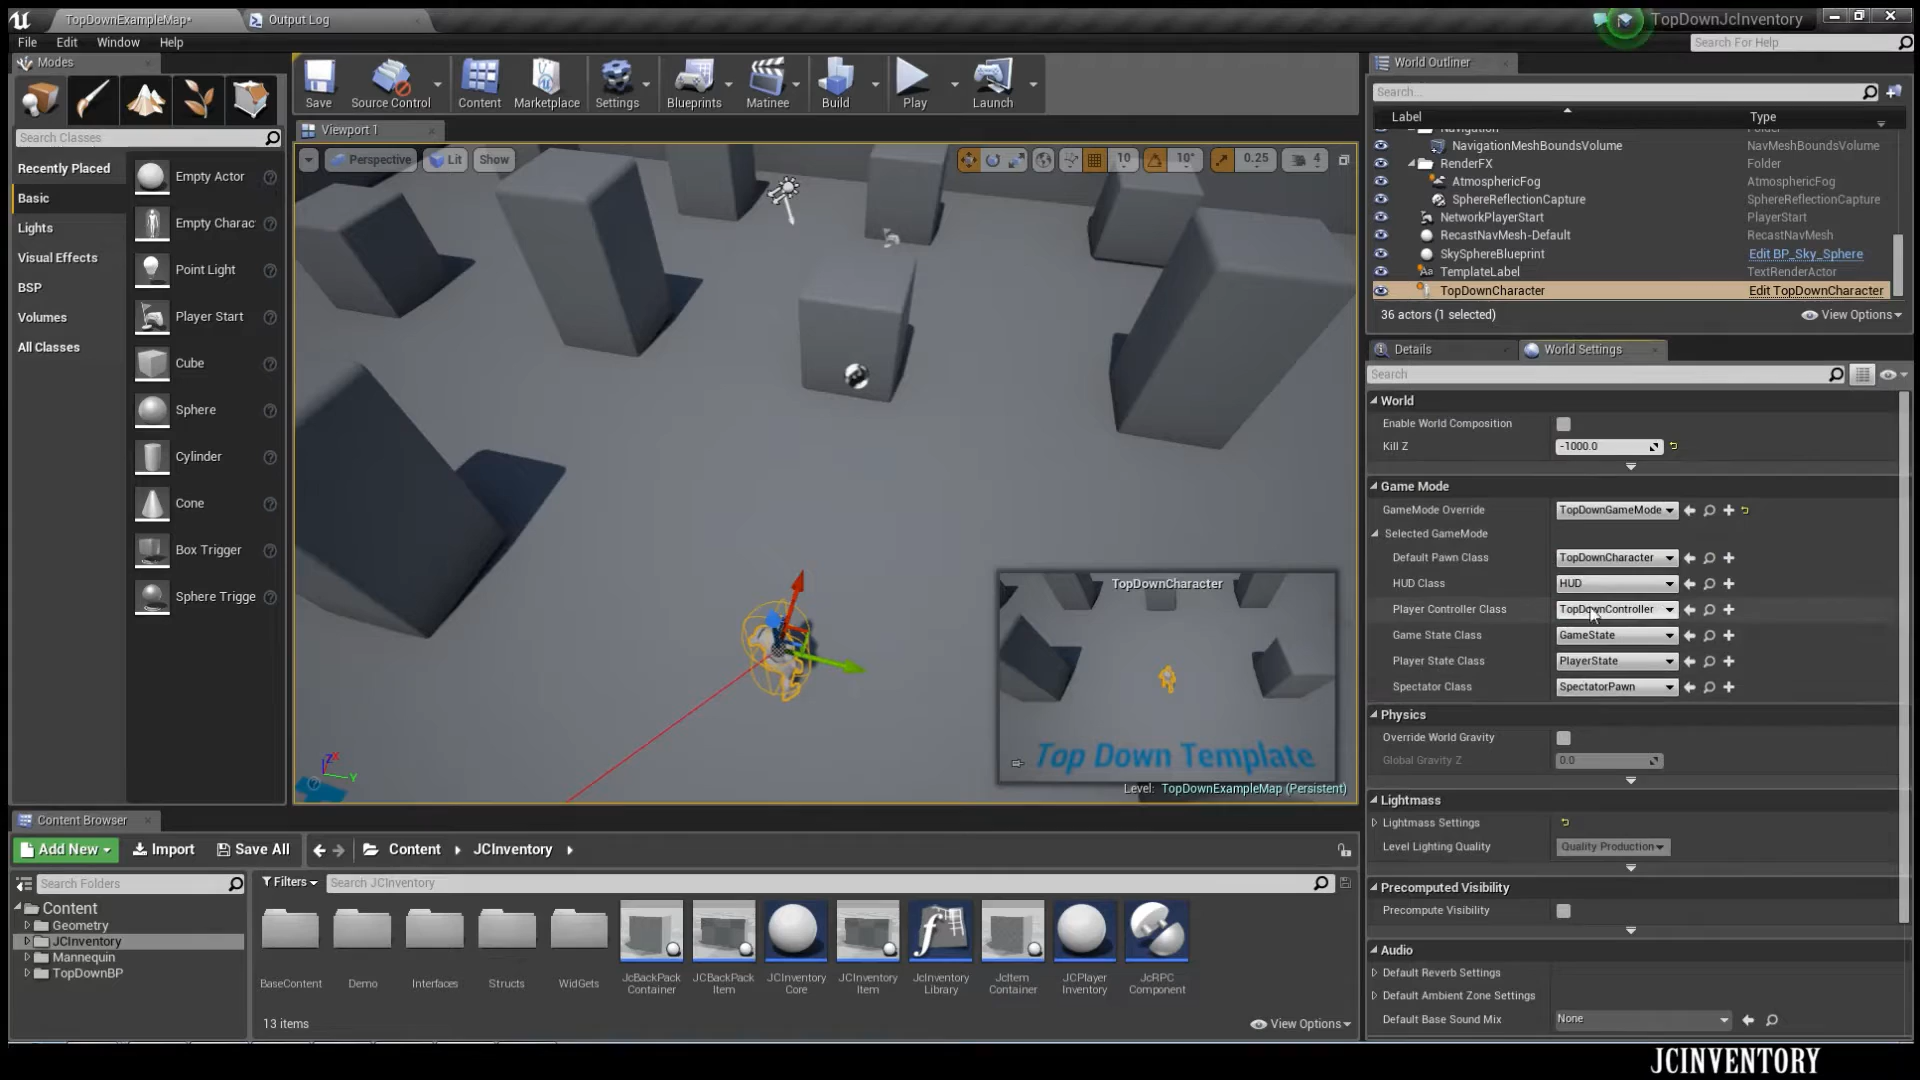 TopDownExampleMap*
Output Log
TopDownJcInventory
File Edit Window Help
Search For Help
Modes
Save
Source Control
Content
Marketplace
Settings
Blueprints
Matinee
Build
Play
Launch
Search Classes
Recently Placed
Basic
Lights
Visual Effects
BSP
Volumes
All Classes
Empty Actor
Empty Charac
Point Light
Player Start
Cube
Sphere
Cylinder
Cone
Box Trigger
Sphere Trigge
Viewport 1
Perspective Lit Show
10 10° 0.25 4
TopDownCharacter
Top Down Template
Z X
Y
Level: TopDownExampleMap (Persistent)
World Outliner
Search...
Label Type
Navigation Folder
NavigationMeshBoundsVolume NavMeshBoundsVolume
RenderFX Folder
AtmosphericFog AtmosphericFog
SphereReflectionCapture SphereReflectionCapture
NetworkPlayerStart PlayerStart
RecastNavMesh-Default RecastNavMesh
SkySphereBlueprint Edit BP_Sky_Sphere
TemplateLabel TextRenderActor
TopDownCharacter Edit TopDownCharacter
36 actors (1 selected) View Options
Details
World Settings
Search
World
Enable World Composition
Kill Z -1000.0
Game Mode
GameMode Override TopDownGameMode
Selected GameMode
Default Pawn Class TopDownCharacter
HUD Class HUD
Player Controller Class TopDownController
Game State Class GameState
Player State Class PlayerState
Spectator Class SpectatorPawn
Physics
Override World Gravity
Global Gravity Z 0.0
Lightmass
Lightmass Settings
Level Lighting Quality Quality Production
Precomputed Visibility
Precompute Visibility
Audio
Default Reverb Settings
Default Ambient Zone Settings
Default Base Sound Mix None
Content Browser
Add New Import Save All Content JCInventory
Search Folders
Filters
Search JCInventory
Content
Geometry
JCInventory
Mannequin
TopDownBP
BaseContent
Demo
Interfaces
Structs
WidGets
JcBackPack
Container
JCBackPack
Item
JCInventory
Core
JCInventory
Item
JcInventory
Library
JcItem
Container
JCPlayer
Inventory
JcRPC
Component
13 items View Options
JCINVENTORY